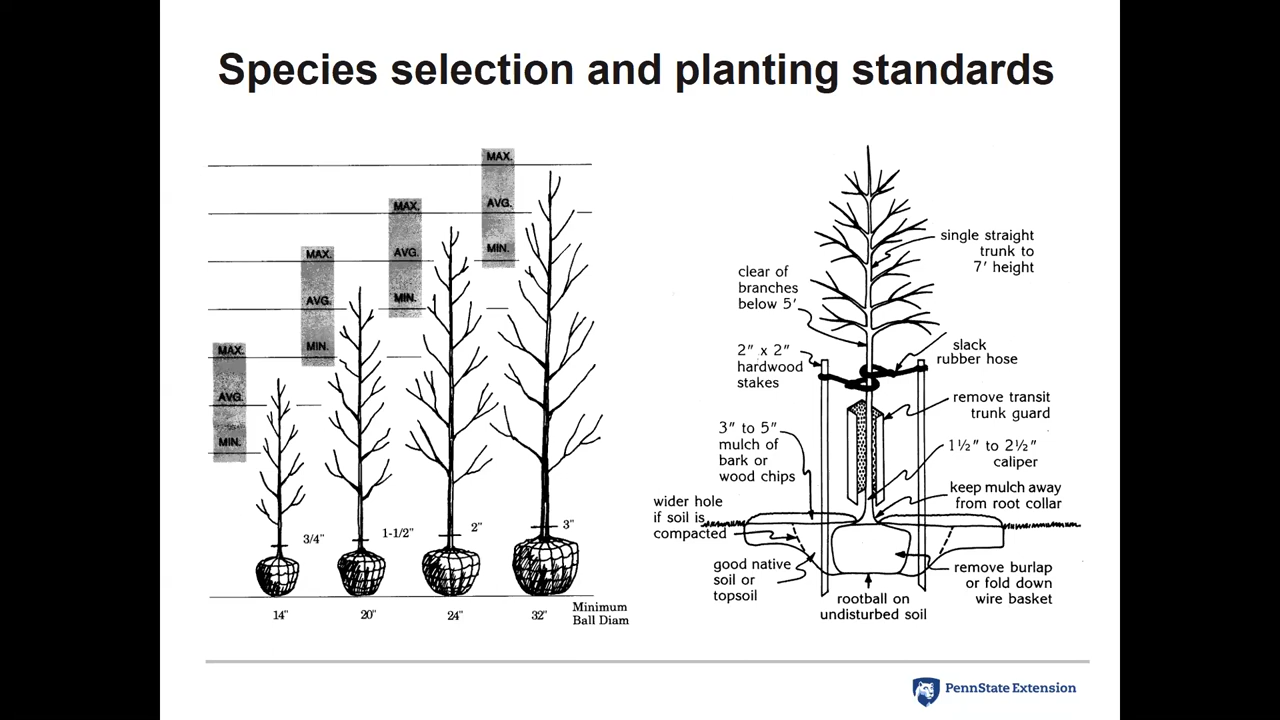 Species selection and planting standards
MAX.
AVG.
MIN.
MAX.
AVG.
MIN.
MAX.
AVG.
MIN.
MAX.
AVG.
MIN.
3/4"
1-1/2"
2"
3"
14"
20"
24"
32"
Minimum
Ball Diam
single straight
trunk to
7' height
clear of
branches
below 5'
2" x 2"
hardwood
stakes
slack
rubber hose
remove transit
trunk guard
3" to 5"
mulch of
bark or
wood chips
1½" to 2½"
caliper
keep mulch away
from root collar
wider hole
if soil is
compacted
good native
soil or
topsoil
rootball on
undisturbed soil
remove burlap
or fold down
wire basket
PennState Extension